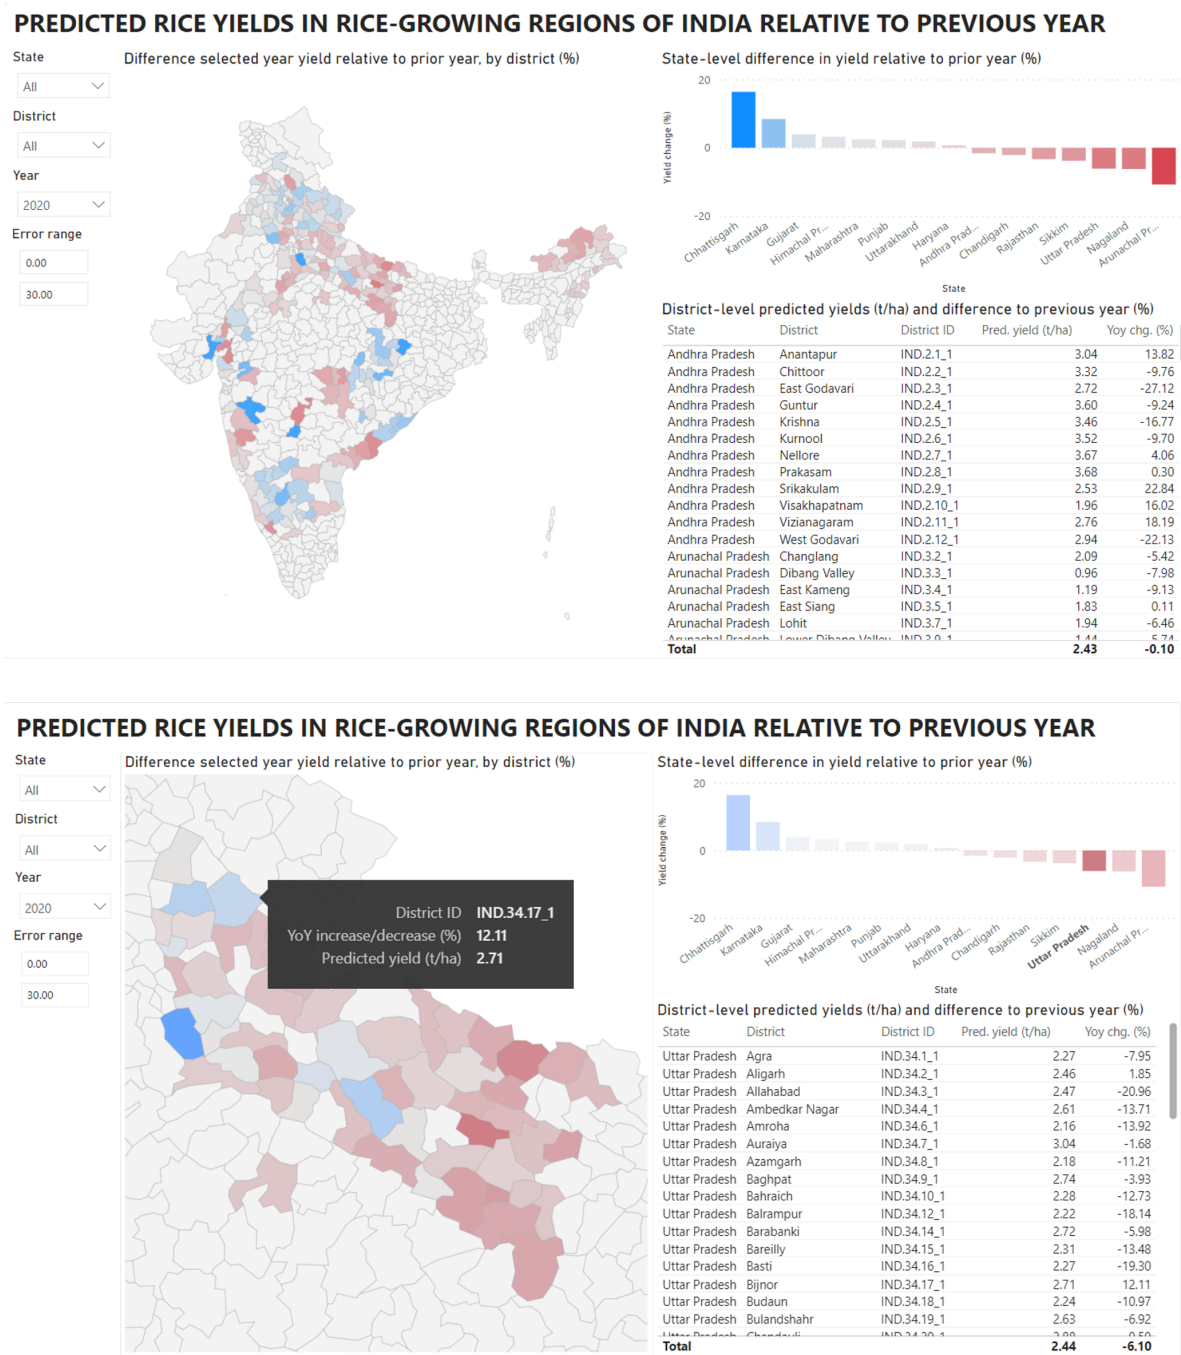 PREDICTED RICE YIELDS IN RICE-GROWING REGIONS OF INDIA RELATIVE TO PREVIOUS YEAR
State
All
District
All
Year
2020
Error range
0.00
30.00
Difference selected year yield relative to prior year, by district (%)
State-level difference in yield relative to prior year (%)
Yield change (%)
20
0
-20
Chhattisgarh
Karnataka
Gujarat
Himachal Pr...
Maharashtra
Punjab
Uttarakhand
Haryana
Andhra Prad...
Chandigarh
Rajasthan
Sikkim
Uttar Pradesh
Nagaland
Arunachal Pr...
State
District-level predicted yields (t/ha) and difference to previous year (%)
State District District ID Pred. yield (t/ha) Yoy chg. (%)
Andhra Pradesh Anantapur IND.2.1_1 3.04 13.82
Andhra Pradesh Chittoor IND.2.2_1 3.32 -9.76
Andhra Pradesh East Godavari IND.2.3_1 2.72 -27.12
Andhra Pradesh Guntur IND.2.4_1 3.60 -9.24
Andhra Pradesh Krishna IND.2.5_1 3.46 -16.77
Andhra Pradesh Kurnool IND.2.6_1 3.52 -9.70
Andhra Pradesh Nellore IND.2.7_1 3.67 4.06
Andhra Pradesh Prakasam IND.2.8_1 3.68 0.30
Andhra Pradesh Srikakulam IND.2.9_1 2.53 22.84
Andhra Pradesh Visakhapatnam IND.2.10_1 1.96 16.02
Andhra Pradesh Vizianagaram IND.2.11_1 2.76 18.19
Andhra Pradesh West Godavari IND.2.12_1 2.94 -22.13
Arunachal Pradesh Changlang IND.3.2_1 2.09 -5.42
Arunachal Pradesh Dibang Valley IND.3.3_1 0.96 -7.98
Arunachal Pradesh East Kameng IND.3.4_1 1.19 -9.13
Arunachal Pradesh East Siang IND.3.5_1 1.83 0.11
Arunachal Pradesh Lohit IND.3.7_1 1.94 -6.46
Arunachal Pradesh Lower Dibang Valley
Total 2.43 -0.10
PREDICTED RICE YIELDS IN RICE-GROWING REGIONS OF INDIA RELATIVE TO PREVIOUS YEAR
State
All
District
All
Year
2020
Error range
0.00
30.00
Difference selected year yield relative to prior year, by district (%)
District ID IND.34.17_1
YoY increase/decrease (%) 12.11
Predicted yield (t/ha) 2.71
State-level difference in yield relative to prior year (%)
Yield change (%)
20
0
-20
Chhattisgarh
Karnataka
Gujarat
Himachal Pr...
Maharashtra
Punjab
Uttarakhand
Haryana
Andhra Prad...
Chandigarh
Rajasthan
Sikkim
Uttar Pradesh
Nagaland
Arunachal Pr...
State
District-level predicted yields (t/ha) and difference to previous year (%)
State District District ID Pred. yield (t/ha) Yoy chg. (%)
Uttar Pradesh Agra IND.34.1_1 2.27 -7.95
Uttar Pradesh Aligarh IND.34.2_1 2.46 1.85
Uttar Pradesh Allahabad IND.34.3_1 2.47 -20.96
Uttar Pradesh Ambedkar Nagar IND.34.4_1 2.61 -13.71
Uttar Pradesh Amroha IND.34.6_1 2.16 -13.92
Uttar Pradesh Auraiya IND.34.7_1 3.04 -1.68
Uttar Pradesh Azamgarh IND.34.8_1 2.18 -11.21
Uttar Pradesh Baghpat IND.34.9_1 2.74 -3.93
Uttar Pradesh Bahraich IND.34.10_1 2.28 -12.73
Uttar Pradesh Balrampur IND.34.12_1 2.22 -18.14
Uttar Pradesh Barabanki IND.34.14_1 2.72 -5.98
Uttar Pradesh Bareilly IND.34.15_1 2.31 -13.48
Uttar Pradesh Basti IND.34.16_1 2.27 -19.30
Uttar Pradesh Bijnor IND.34.17_1 2.71 12.11
Uttar Pradesh Budaun IND.34.18_1 2.24 -10.97
Uttar Pradesh Bulandshahr IND.34.19_1 2.63 -6.92
Uttar Pradesh Chandauli
Total 2.44 -6.10